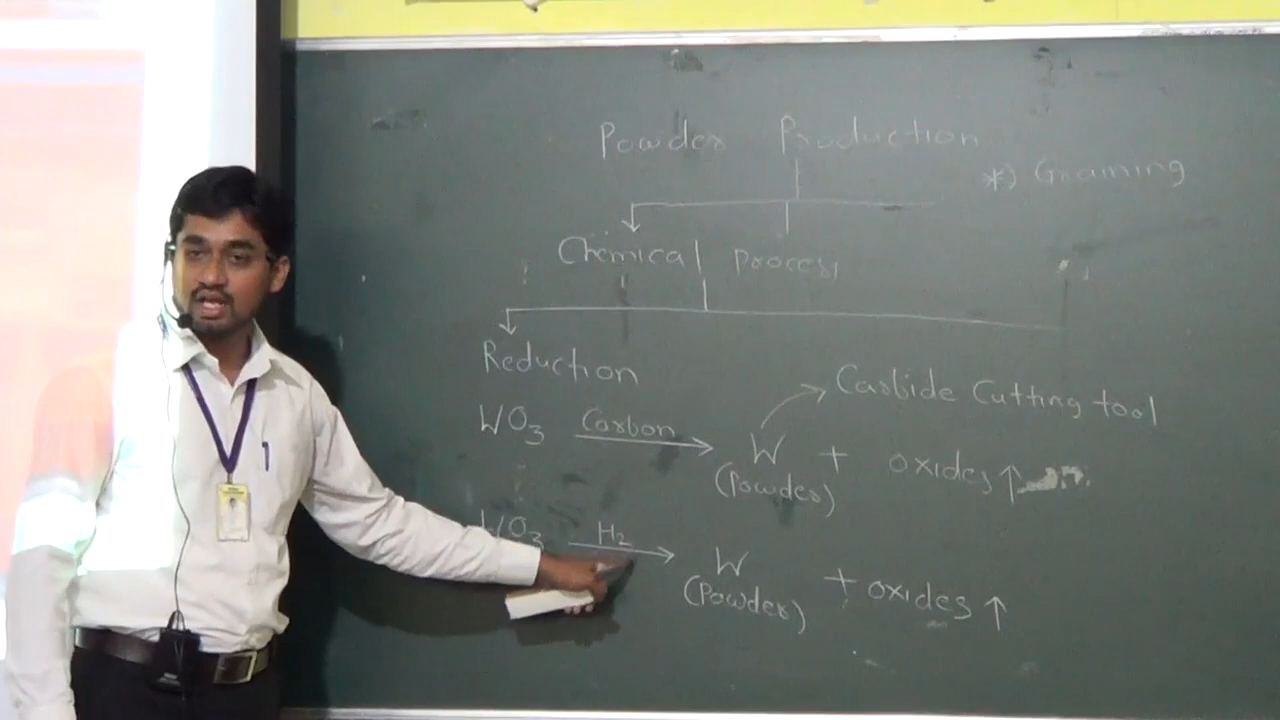 Powder Production
*) Graining
Chemical process
Reduction
Carbide Cutting tool
WO3 Carbon W + oxides ↑
(Powder)
WO3 H2 W + oxides ↑
(Powder)